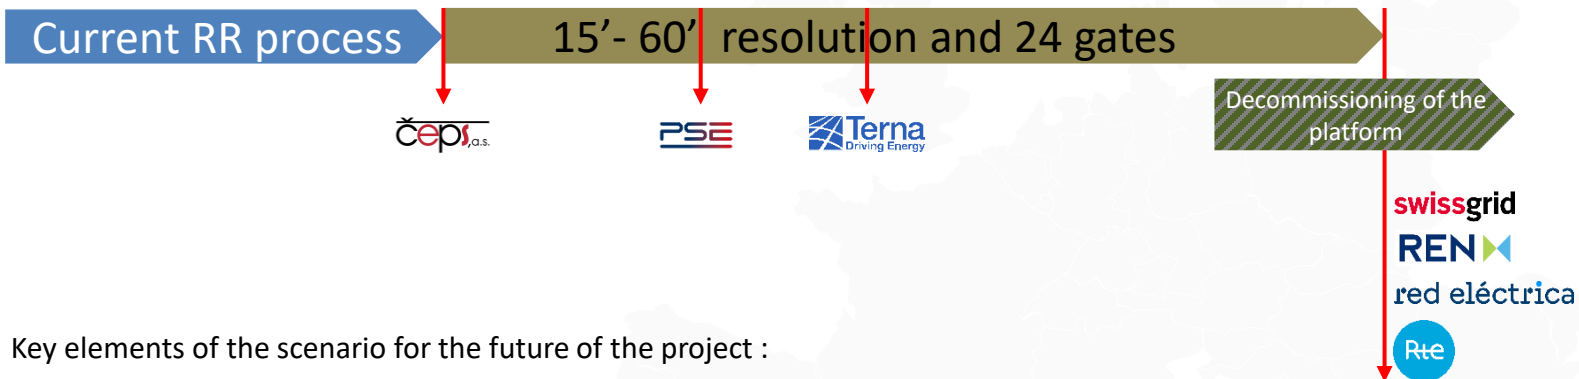 Current RR process
15’- 60’ resolution and 24 gates
Decommissioning of the
platform
čeps,a.s.
PSE
Terna
Driving Energy
swissgrid
REN
red eléctrica
Rte
Key elements of the scenario for the future of the project :